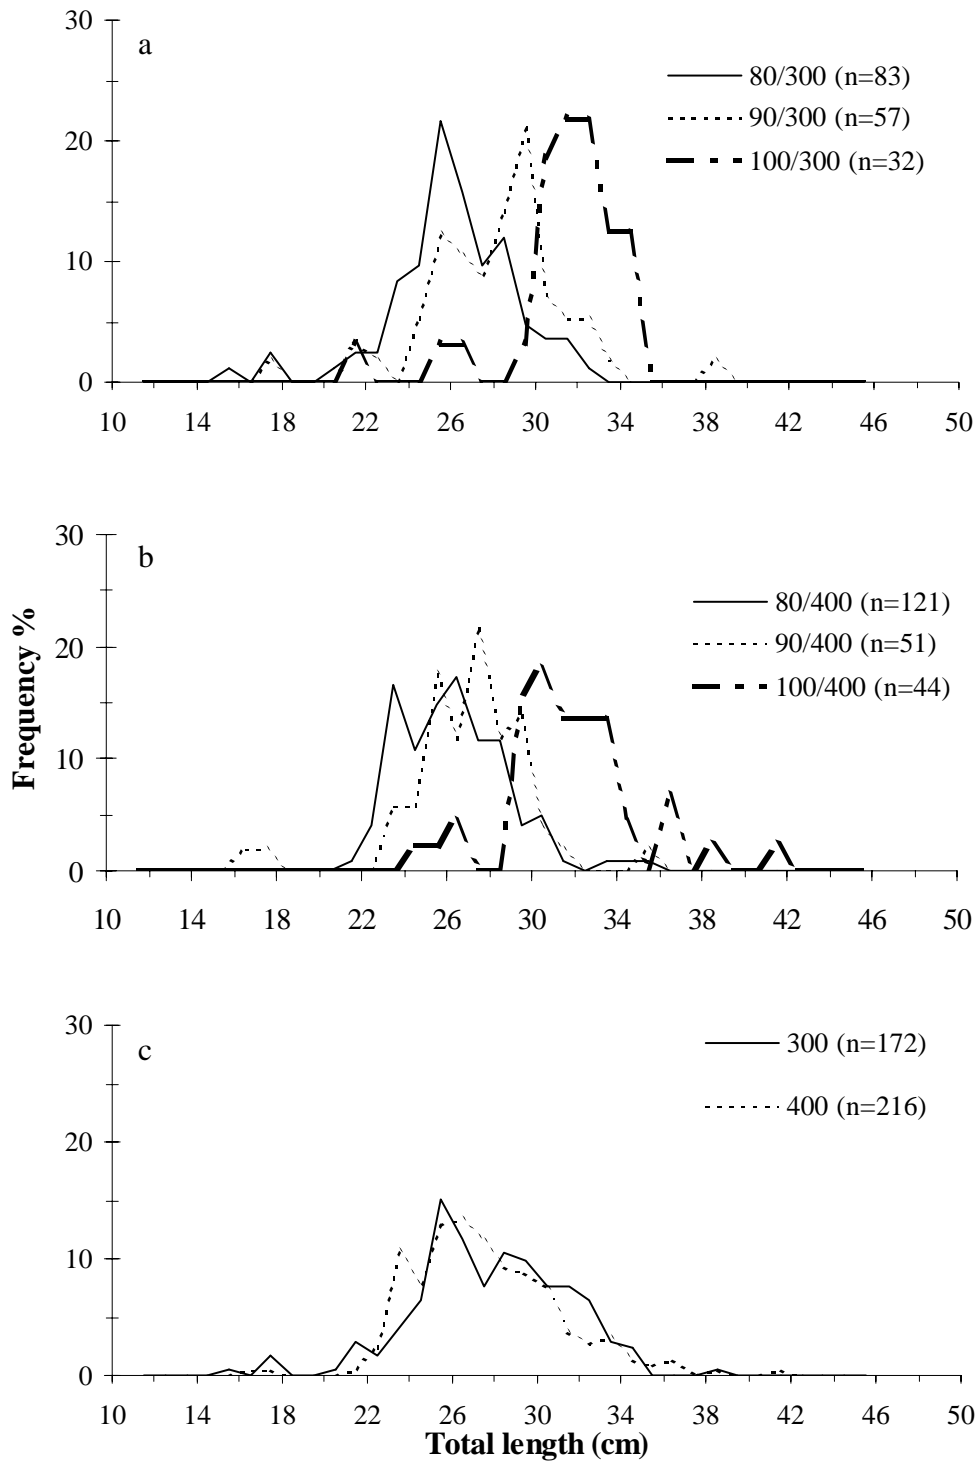 30
a
80/300 (n=83)
90/300 (n=57)
100/300 (n=32)
20
10
0
10 14 18 22 26 30 34 38 42 46 50
30
b
80/400 (n=121)
90/400 (n=51)
100/400 (n=44)
20
10
0
10 14 18 22 26 30 34 38 42 46 50
Frequency %
30
c
300 (n=172)
400 (n=216)
20
10
0
10 14 18 22 26 30 34 38 42 46 50
Total length (cm)